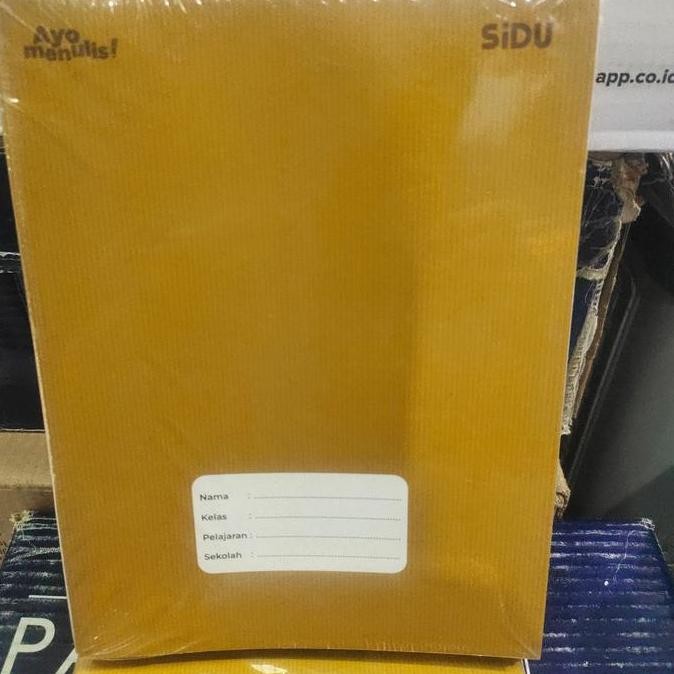 Ayo
menulis!
SiDU
app.co.id
Nama : ........................
Kelas : ........................
Pelajaran : ........................
Sekolah : ........................